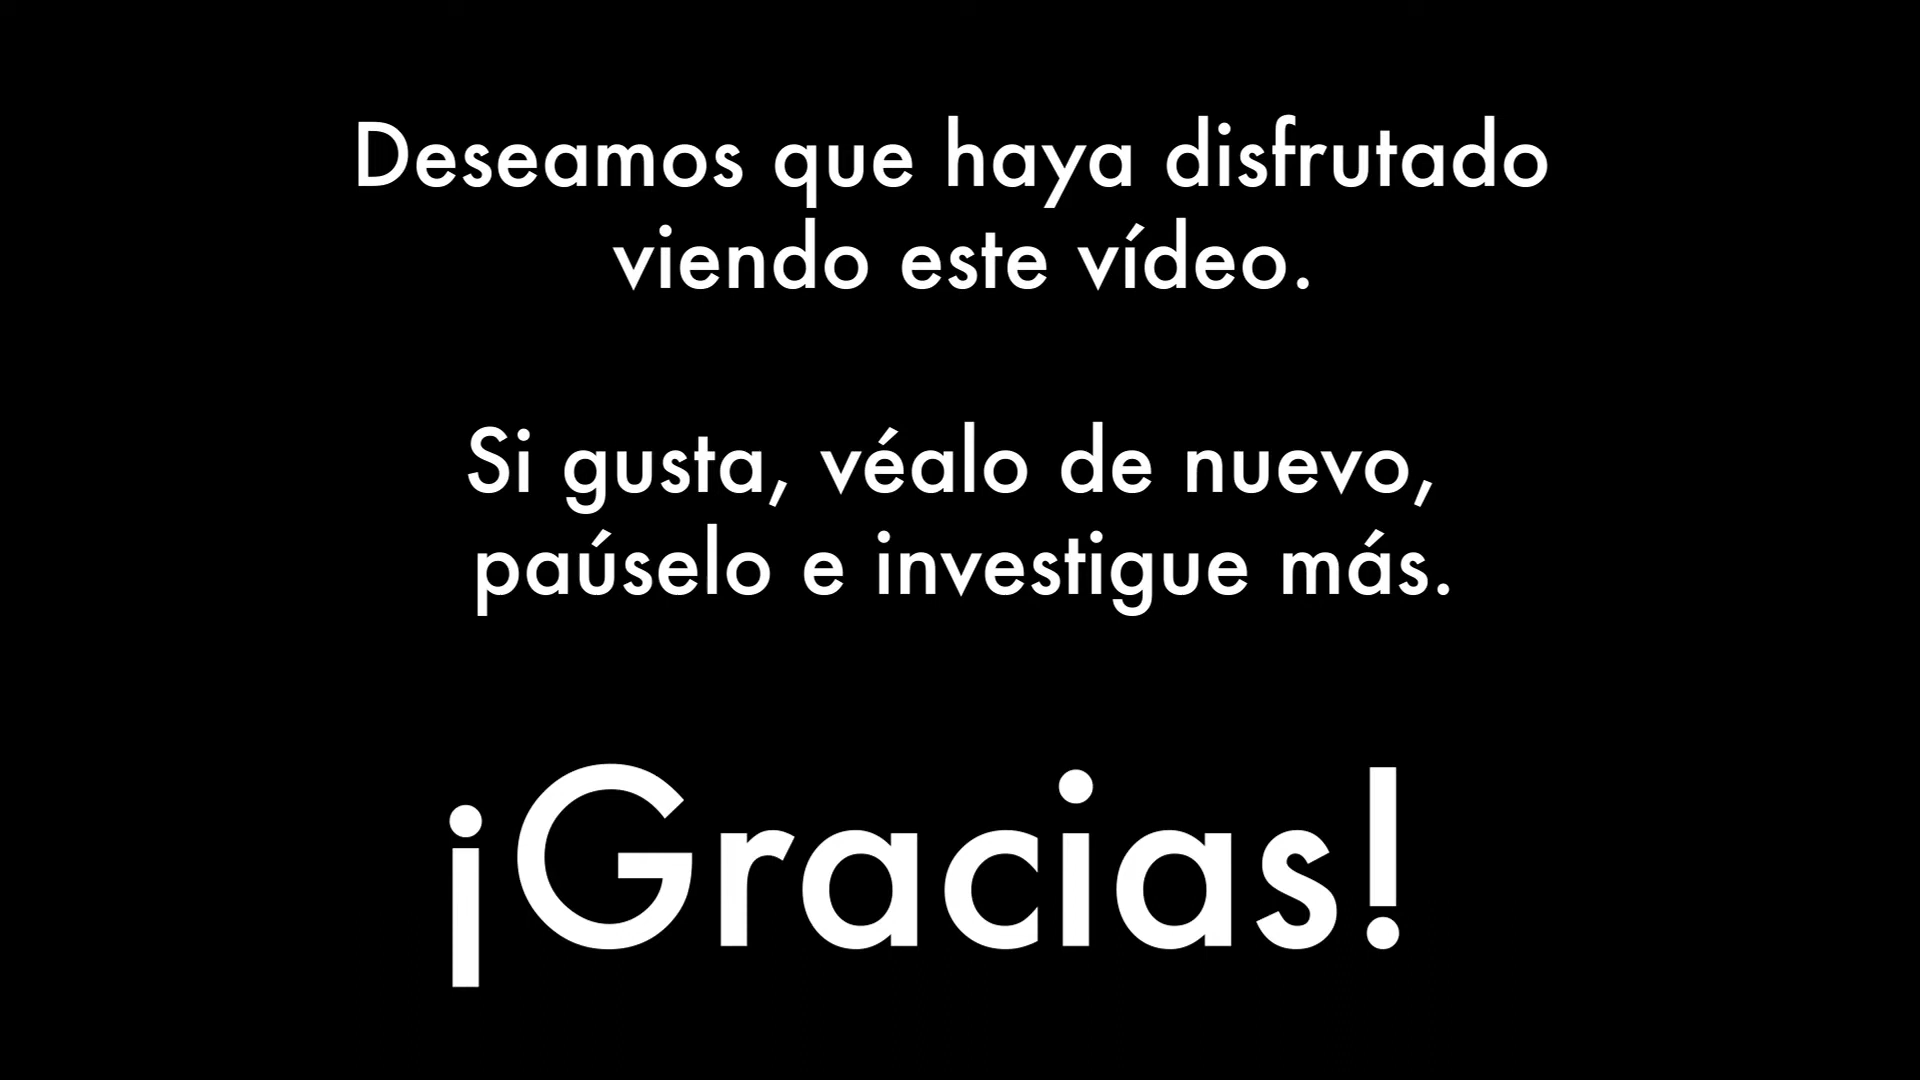 Deseamos que haya disfrutado
viendo este vídeo.
Si gusta, véalo de nuevo,
paúselo e investigue más.
¡Gracias!